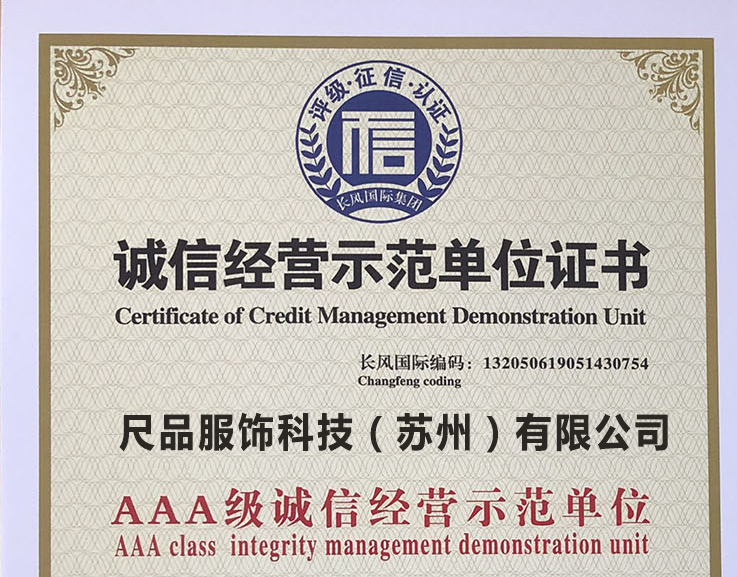 评级·征信·认证
信
长风国际集团
诚信经营示范单位证书
Certificate of Credit Management Demonstration Unit
长风国际编码：132050619051430754
Changfeng coding
尺品服饰科技（苏州）有限公司
AAA级诚信经营示范单位
AAA class integrity management demonstration unit